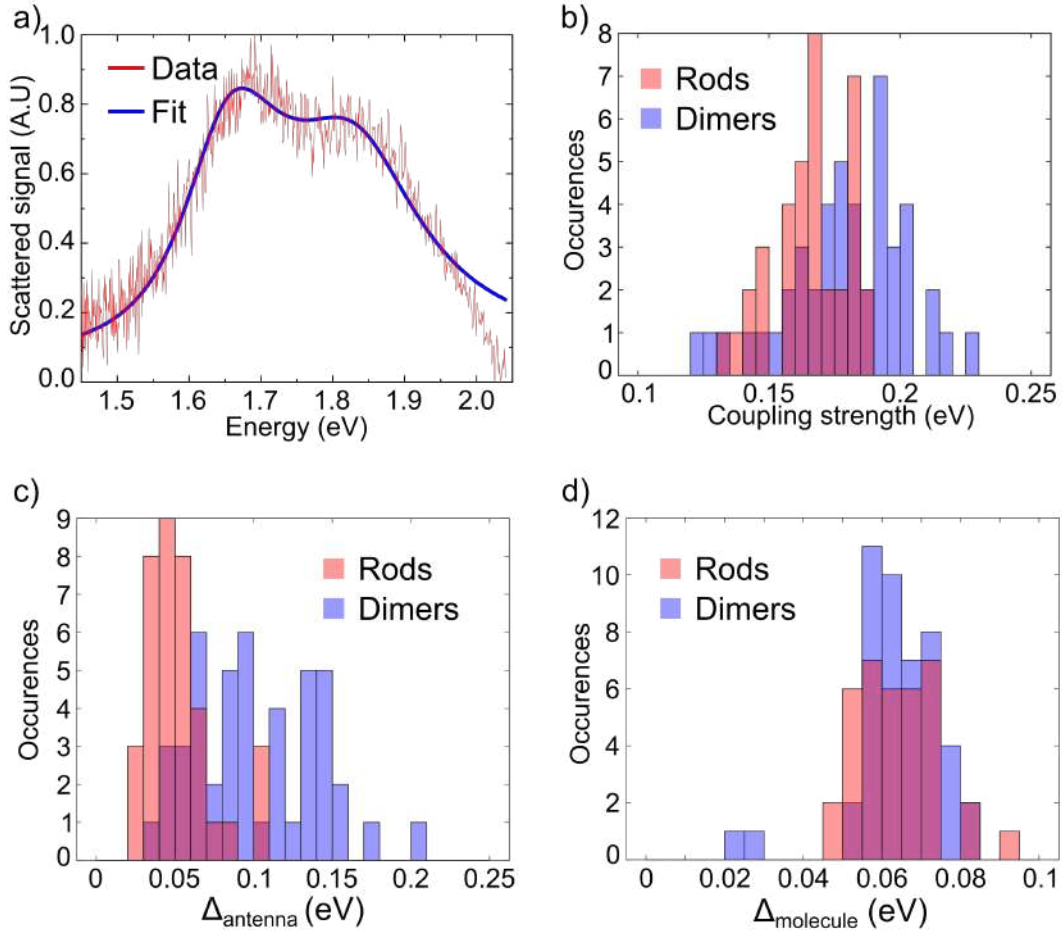 a)
1.0
0.8
0.6
0.4
0.2
0.0
Scattered signal (A.U)
Data
Fit
1.5 1.6 1.7 1.8 1.9 2.0
Energy (eV)
b)
8
7
6
5
4
3
2
1
0
Occurences
Rods
Dimers
0.1 0.15 0.2 0.25
Coupling strength (eV)
c)
9
8
7
6
5
4
3
2
1
0
Occurences
Rods
Dimers
0 0.05 0.1 0.15 0.2 0.25
Δantenna (eV)
d)
12
10
8
6
4
2
0
Occurences
Rods
Dimers
0 0.02 0.04 0.06 0.08 0.1
Δmolecule (eV)